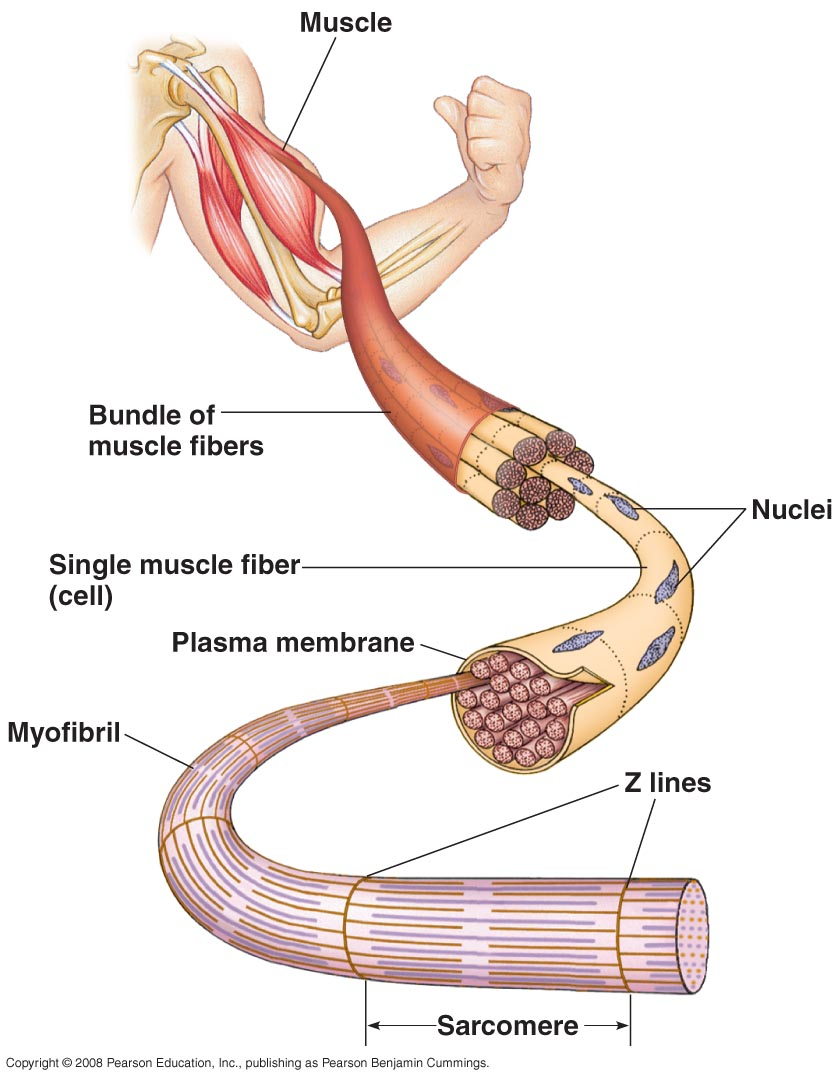 Muscle
Bundle of
muscle fibers
Nuclei
Single muscle fiber
(cell)
Plasma membrane
Myofibril
Z lines
Sarcomere
Copyright © 2008 Pearson Education, Inc., publishing as Pearson Benjamin Cummings.